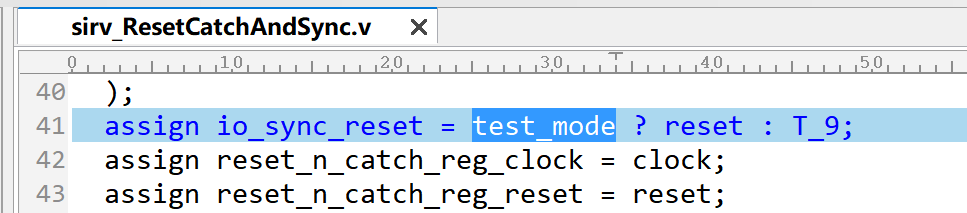 sirv_ResetCatchAndSync.v
0 10 20 30 40 50
40 );
41 assign io_sync_reset = test_mode ? reset : T_9;
42 assign reset_n_catch_reg_clock = clock;
43 assign reset_n_catch_reg_reset = reset;